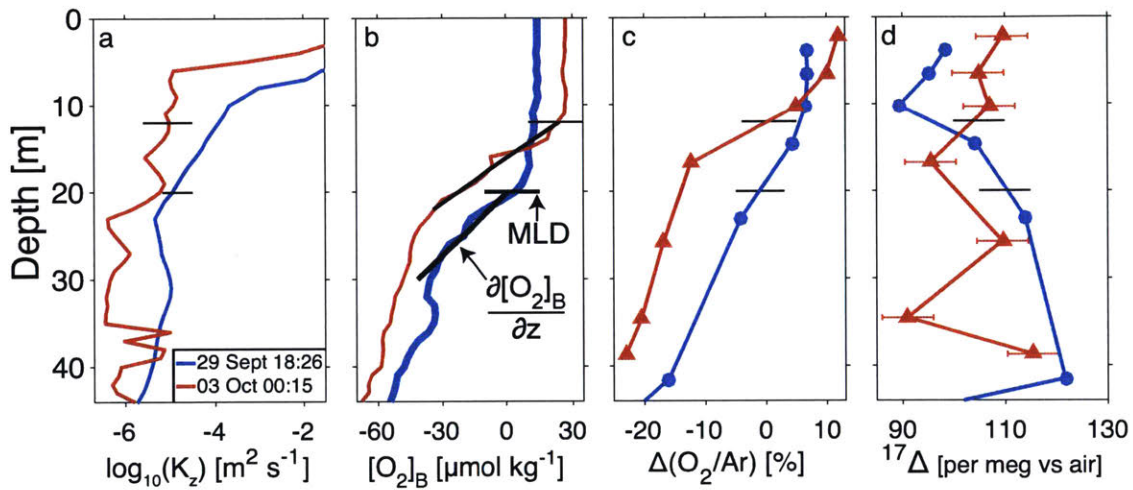 a
b
c
d
0
10
20
30
40
Depth [m]
MLD
∂[O₂]B
∂z
29 Sept 18:26
03 Oct 00:15
-6
-4
-2
-60
-30
0
30
-20
-10
0
10
90
110
130
log₁₀(Kz) [m² s⁻¹]
[O₂]B [µmol kg⁻¹]
Δ(O₂/Ar) [%]
¹⁷Δ [per meg vs air]